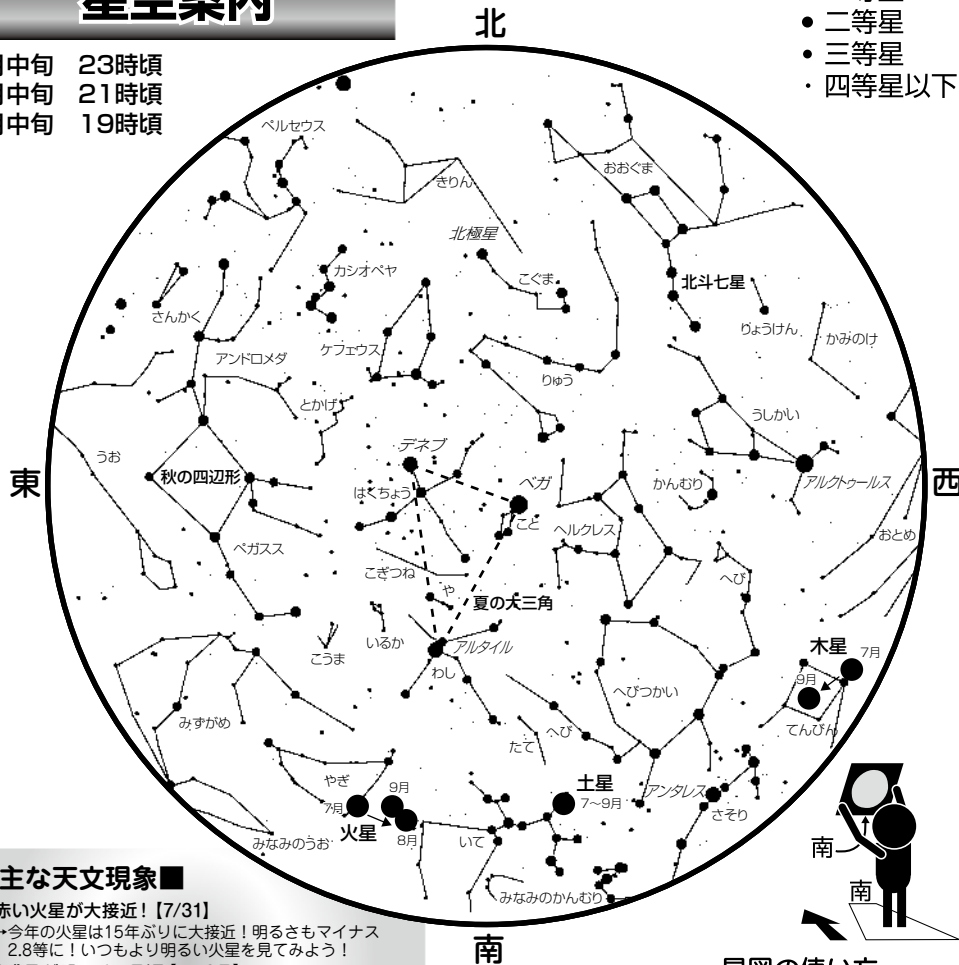 星空案内
月中旬　23時頃
月中旬　21時頃
月中旬　19時頃
二等星
三等星
四等星以下
北
ペルセウス
きりん
おおぐま
北極星
カシオペヤ
こぐま
北斗七星
さんかく
りょうけん
かみのけ
ケフェウス
アンドロメダ
りゅう
とかげ
うしかい
デネブ
うお
東
秋の四辺形
はくちょう
ベガ
かんむり
アルクトゥールス
西
こと
ヘルクレス
おとめ
ペガスス
こぎつね
へび
や
夏の大三角
いるか
こうま
アルタイル
わし
木星
7月
9月
へびつかい
みずがめ
てんびん
へび
たて
やぎ
9月
土星
7〜9月
アンタレス
7月
火星
8月
さそり
みなみのうお
いて
みなみのかんむり
南
南
南
主な天文現象■
赤い火星が大接近！【7/31】
今年の火星は15年ぶりに大接近！明るさもマイナス
2.8等に！いつもより明るい火星を見てみよう！